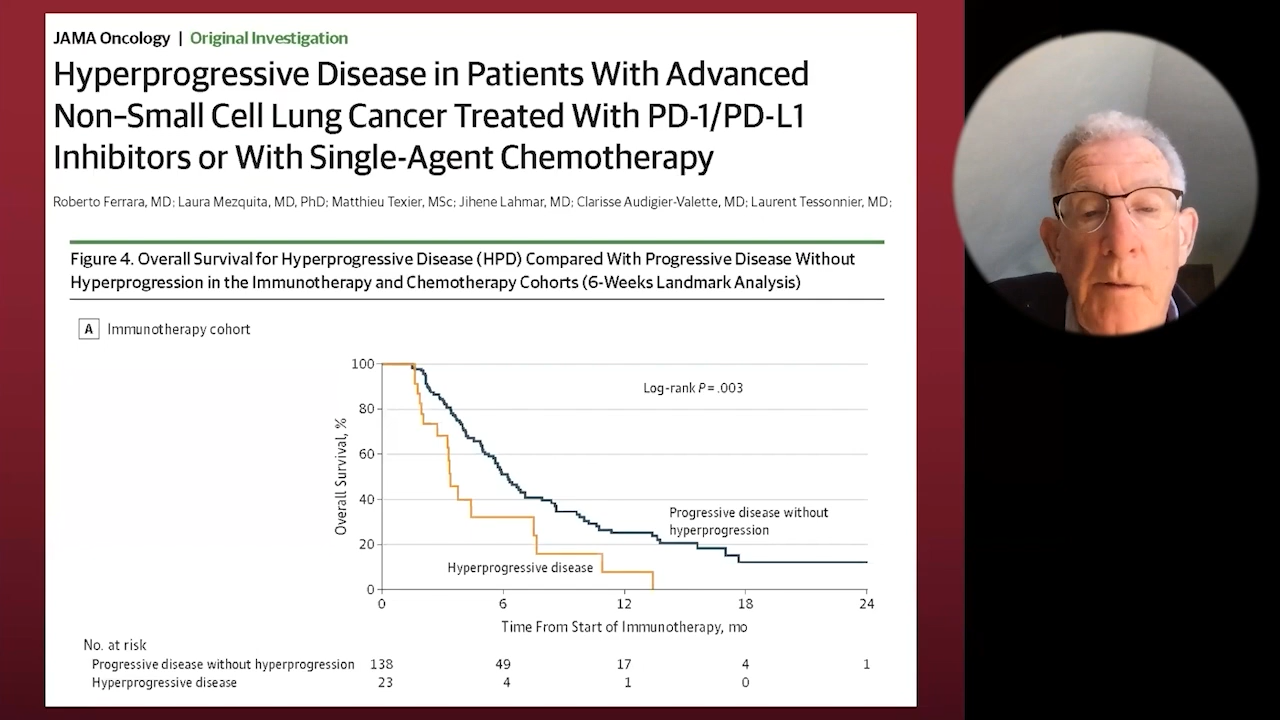 JAMA Oncology | Original Investigation
Hyperprogressive Disease in Patients With Advanced
Non–Small Cell Lung Cancer Treated With PD-1/PD-L1
Inhibitors or With Single-Agent Chemotherapy
Roberto Ferrara, MD; Laura Mezquita, MD, PhD; Matthieu Texier, MSc; Jihene Lahmar, MD; Clarisse Audigier-Valette, MD; Laurent Tessonnier, MD;
Figure 4. Overall Survival for Hyperprogressive Disease (HPD) Compared With Progressive Disease Without
Hyperprogression in the Immunotherapy and Chemotherapy Cohorts (6-Weeks Landmark Analysis)
A Immunotherapy cohort
100
80
60
40
20
0
Overall Survival, %
Log-rank P = .003
Progressive disease without
hyperprogression
Hyperprogressive disease
0 6 12 18 24
Time From Start of Immunotherapy, mo
No. at risk
Progressive disease without hyperprogression 138 49 17 4 1
Hyperprogressive disease 23 4 1 0